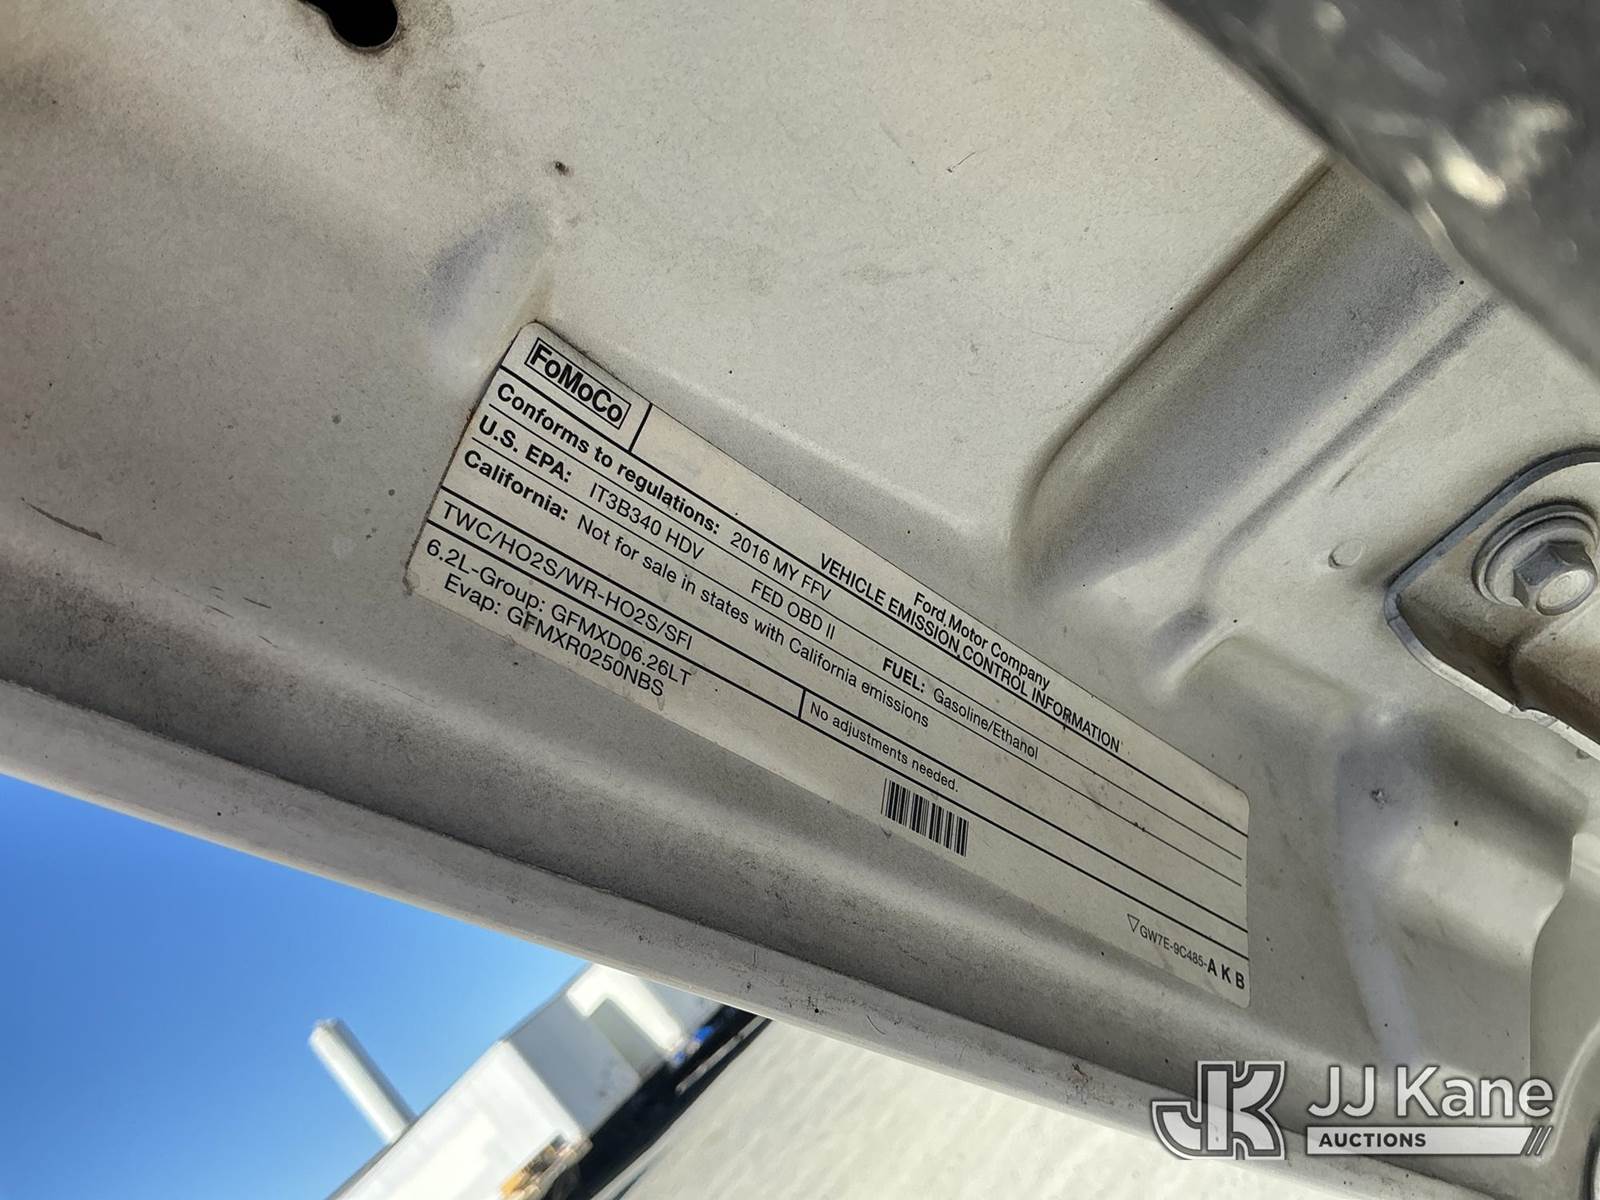 FoMoCo
Ford Motor Company
VEHICLE EMISSION CONTROL INFORMATION
Conforms to regulations: 2016 MY FFV FUEL: Gasoline/Ethanol
U.S. EPA: IT3B340 HDV FED OBD II
California: Not for sale in states with California emissions
TWC/HO2S/WR-HO2S/SFI No adjustments needed.
6.2L-Group: GFMXD06.26LT
Evap: GFMXR0250NBS
GW7E-9C485-A K B
JK JJ Kane
AUCTIONS